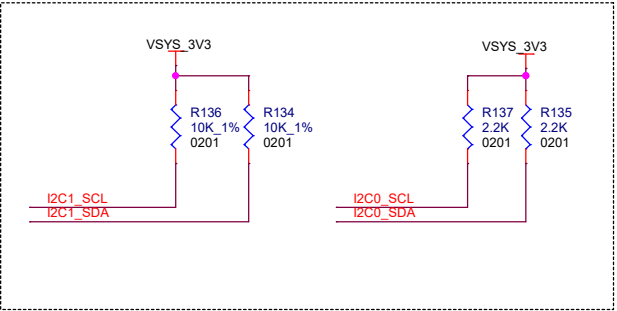 VSYS_3V3
R136
10K_1%
0201
R134
10K_1%
0201
I2C1_SCL
I2C1_SDA
VSYS_3V3
R137
2.2K
0201
R135
2.2K
0201
I2C0_SCL
I2C0_SDA